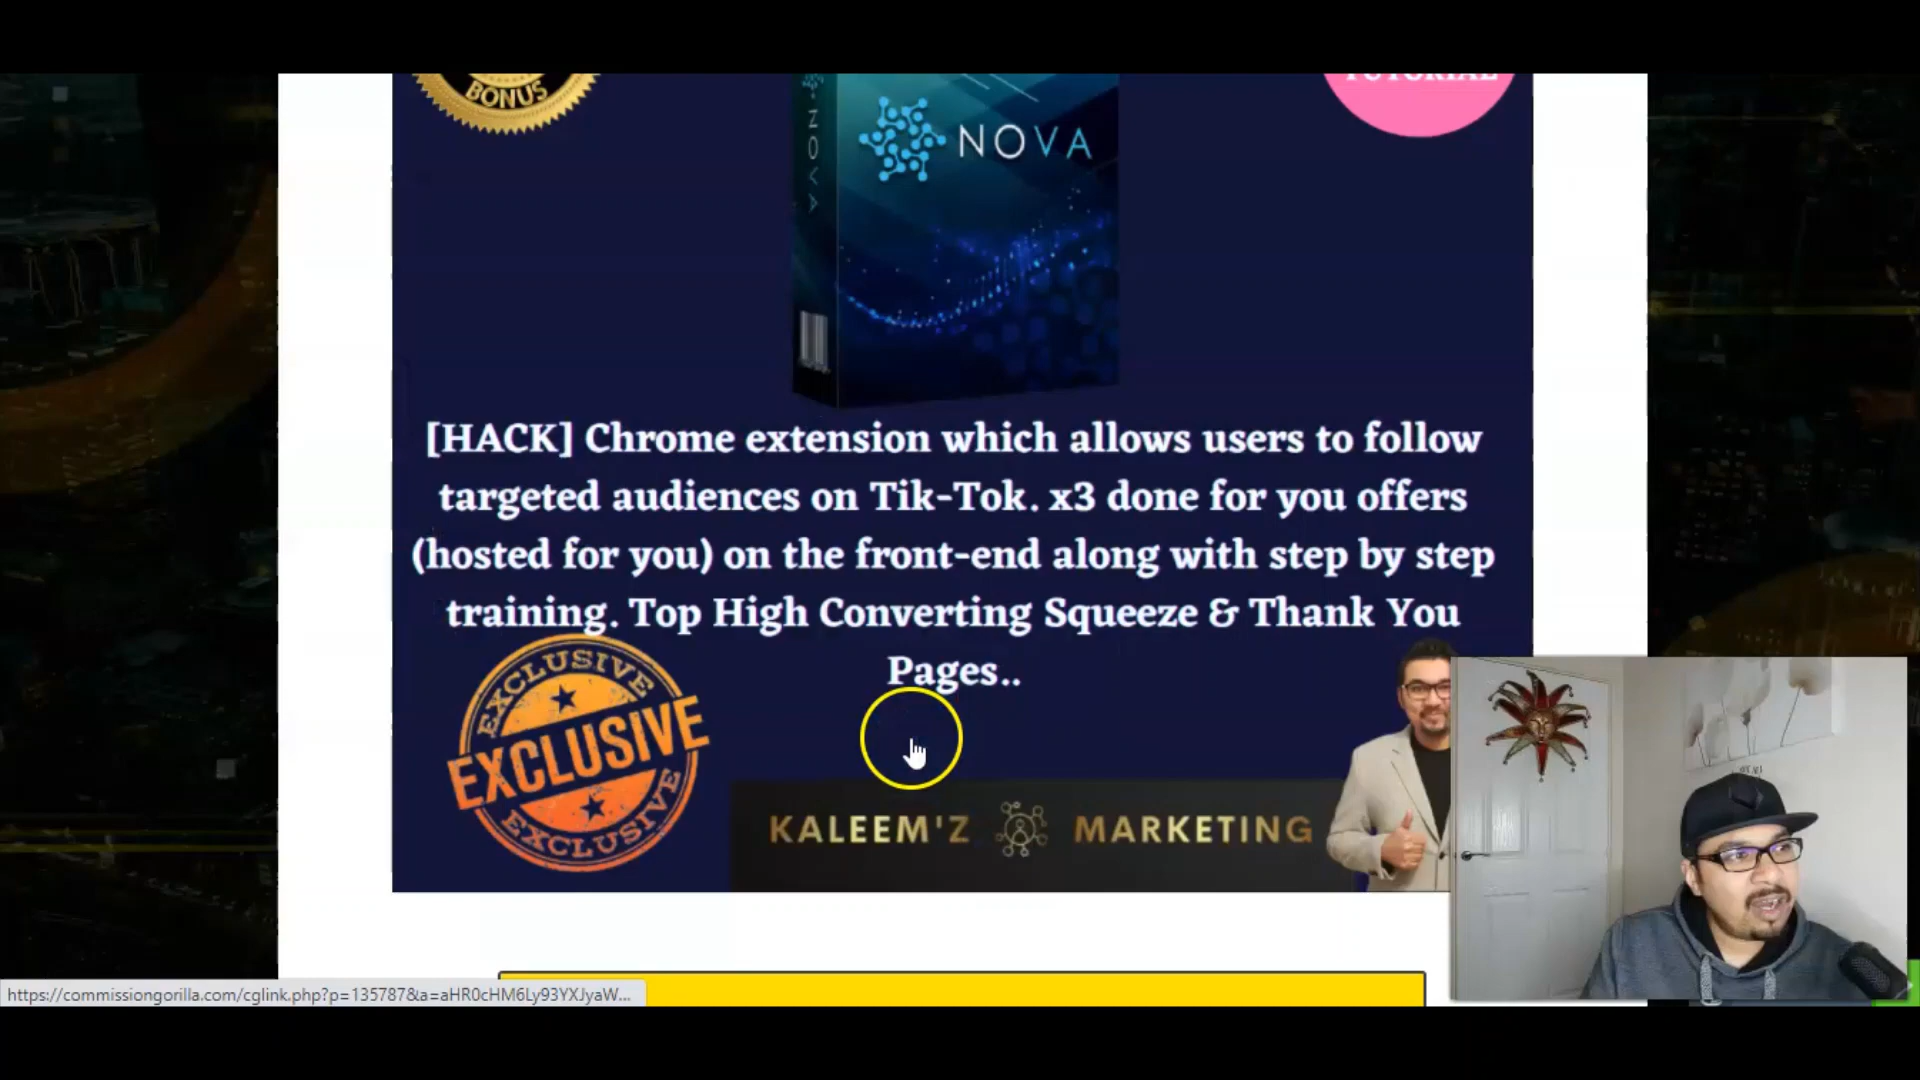 BONUS
TUTORIAL
NOVA
NOVA
[HACK] Chrome extension which allows users to follow
targeted audiences on Tik-Tok. x3 done for you offers
(hosted for you) on the front-end along with step by step
training. Top High Converting Squeeze & Thank You
Pages..
EXCLUSIVE
EXCLUSIVE
EXCLUSIVE
KALEEM'Z MARKETING
https://commissiongorilla.com/cglink.php?p=135787&a=aHR0cHM6Ly93YXJyaW...